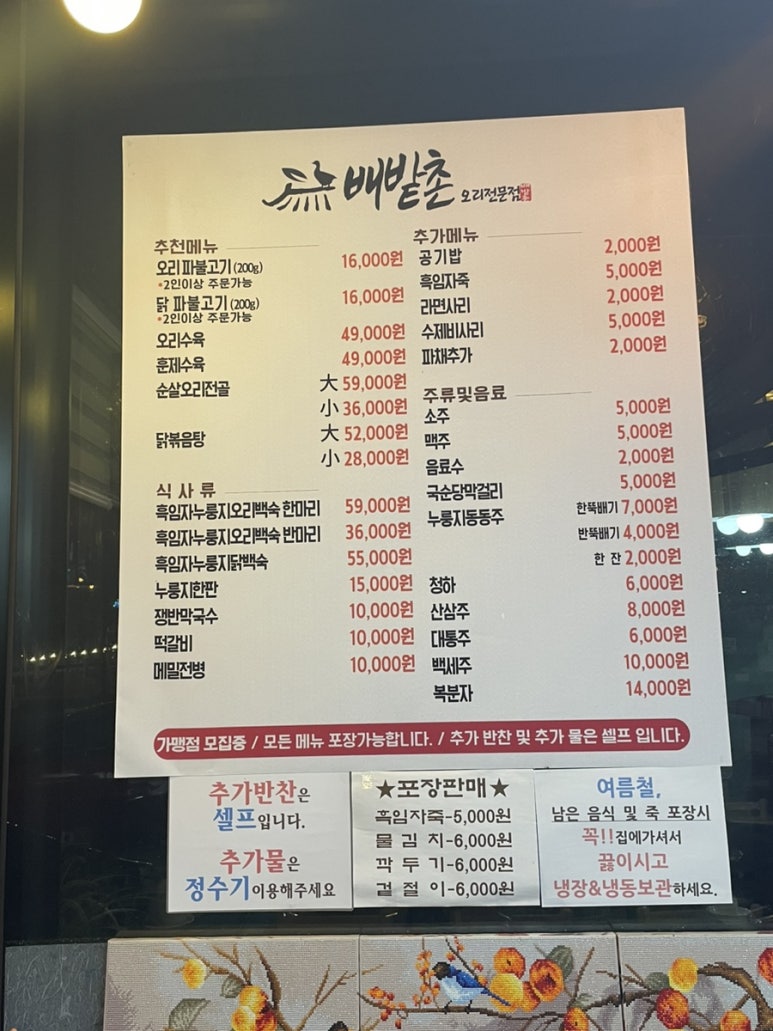 배밭촌 오리전문점
추천메뉴
오리 파불고기 (200g) 16,000원
*2인이상 주문가능
닭 파불고기 (200g) 16,000원
*2인이상 주문가능
오리수육 49,000원
훈제수육 49,000원
순살오리전골 大 59,000원
小 36,000원
닭볶음탕 大 52,000원
小 28,000원
식사류
흑임자누룽지오리백숙 한마리 59,000원
흑임자누룽지오리백숙 반마리 36,000원
흑임자누룽지닭백숙 55,000원
누룽지한판 15,000원
쟁반막국수 10,000원
떡갈비 10,000원
메밀전병 10,000원
추가메뉴
공기밥 2,000원
흑임자죽 5,000원
라면사리 2,000원
수제비사리 5,000원
파채추가 2,000원
주류및음료
소주 5,000원
맥주 5,000원
음료수 2,000원
국순당막걸리 5,000원
누룽지동동주 한뚝배기 7,000원
반뚝배기 4,000원
한 잔 2,000원
청하 6,000원
산삼주 8,000원
대통주 6,000원
백세주 10,000원
복분자 14,000원
가맹점 모집중 / 모든 메뉴 포장가능합니다. / 추가 반찬 및 추가 물은 셀프 입니다.
추가반찬은
셀프입니다.
추가물은
정수기이용해주세요
★포장판매★
흑임자죽-5,000원
물김치-6,000원
깍두기-6,000원
겉절이-6,000원
여름철,
남은 음식 및 죽 포장시
꼭!!집에가셔서
끓이시고
냉장&냉동보관하세요.